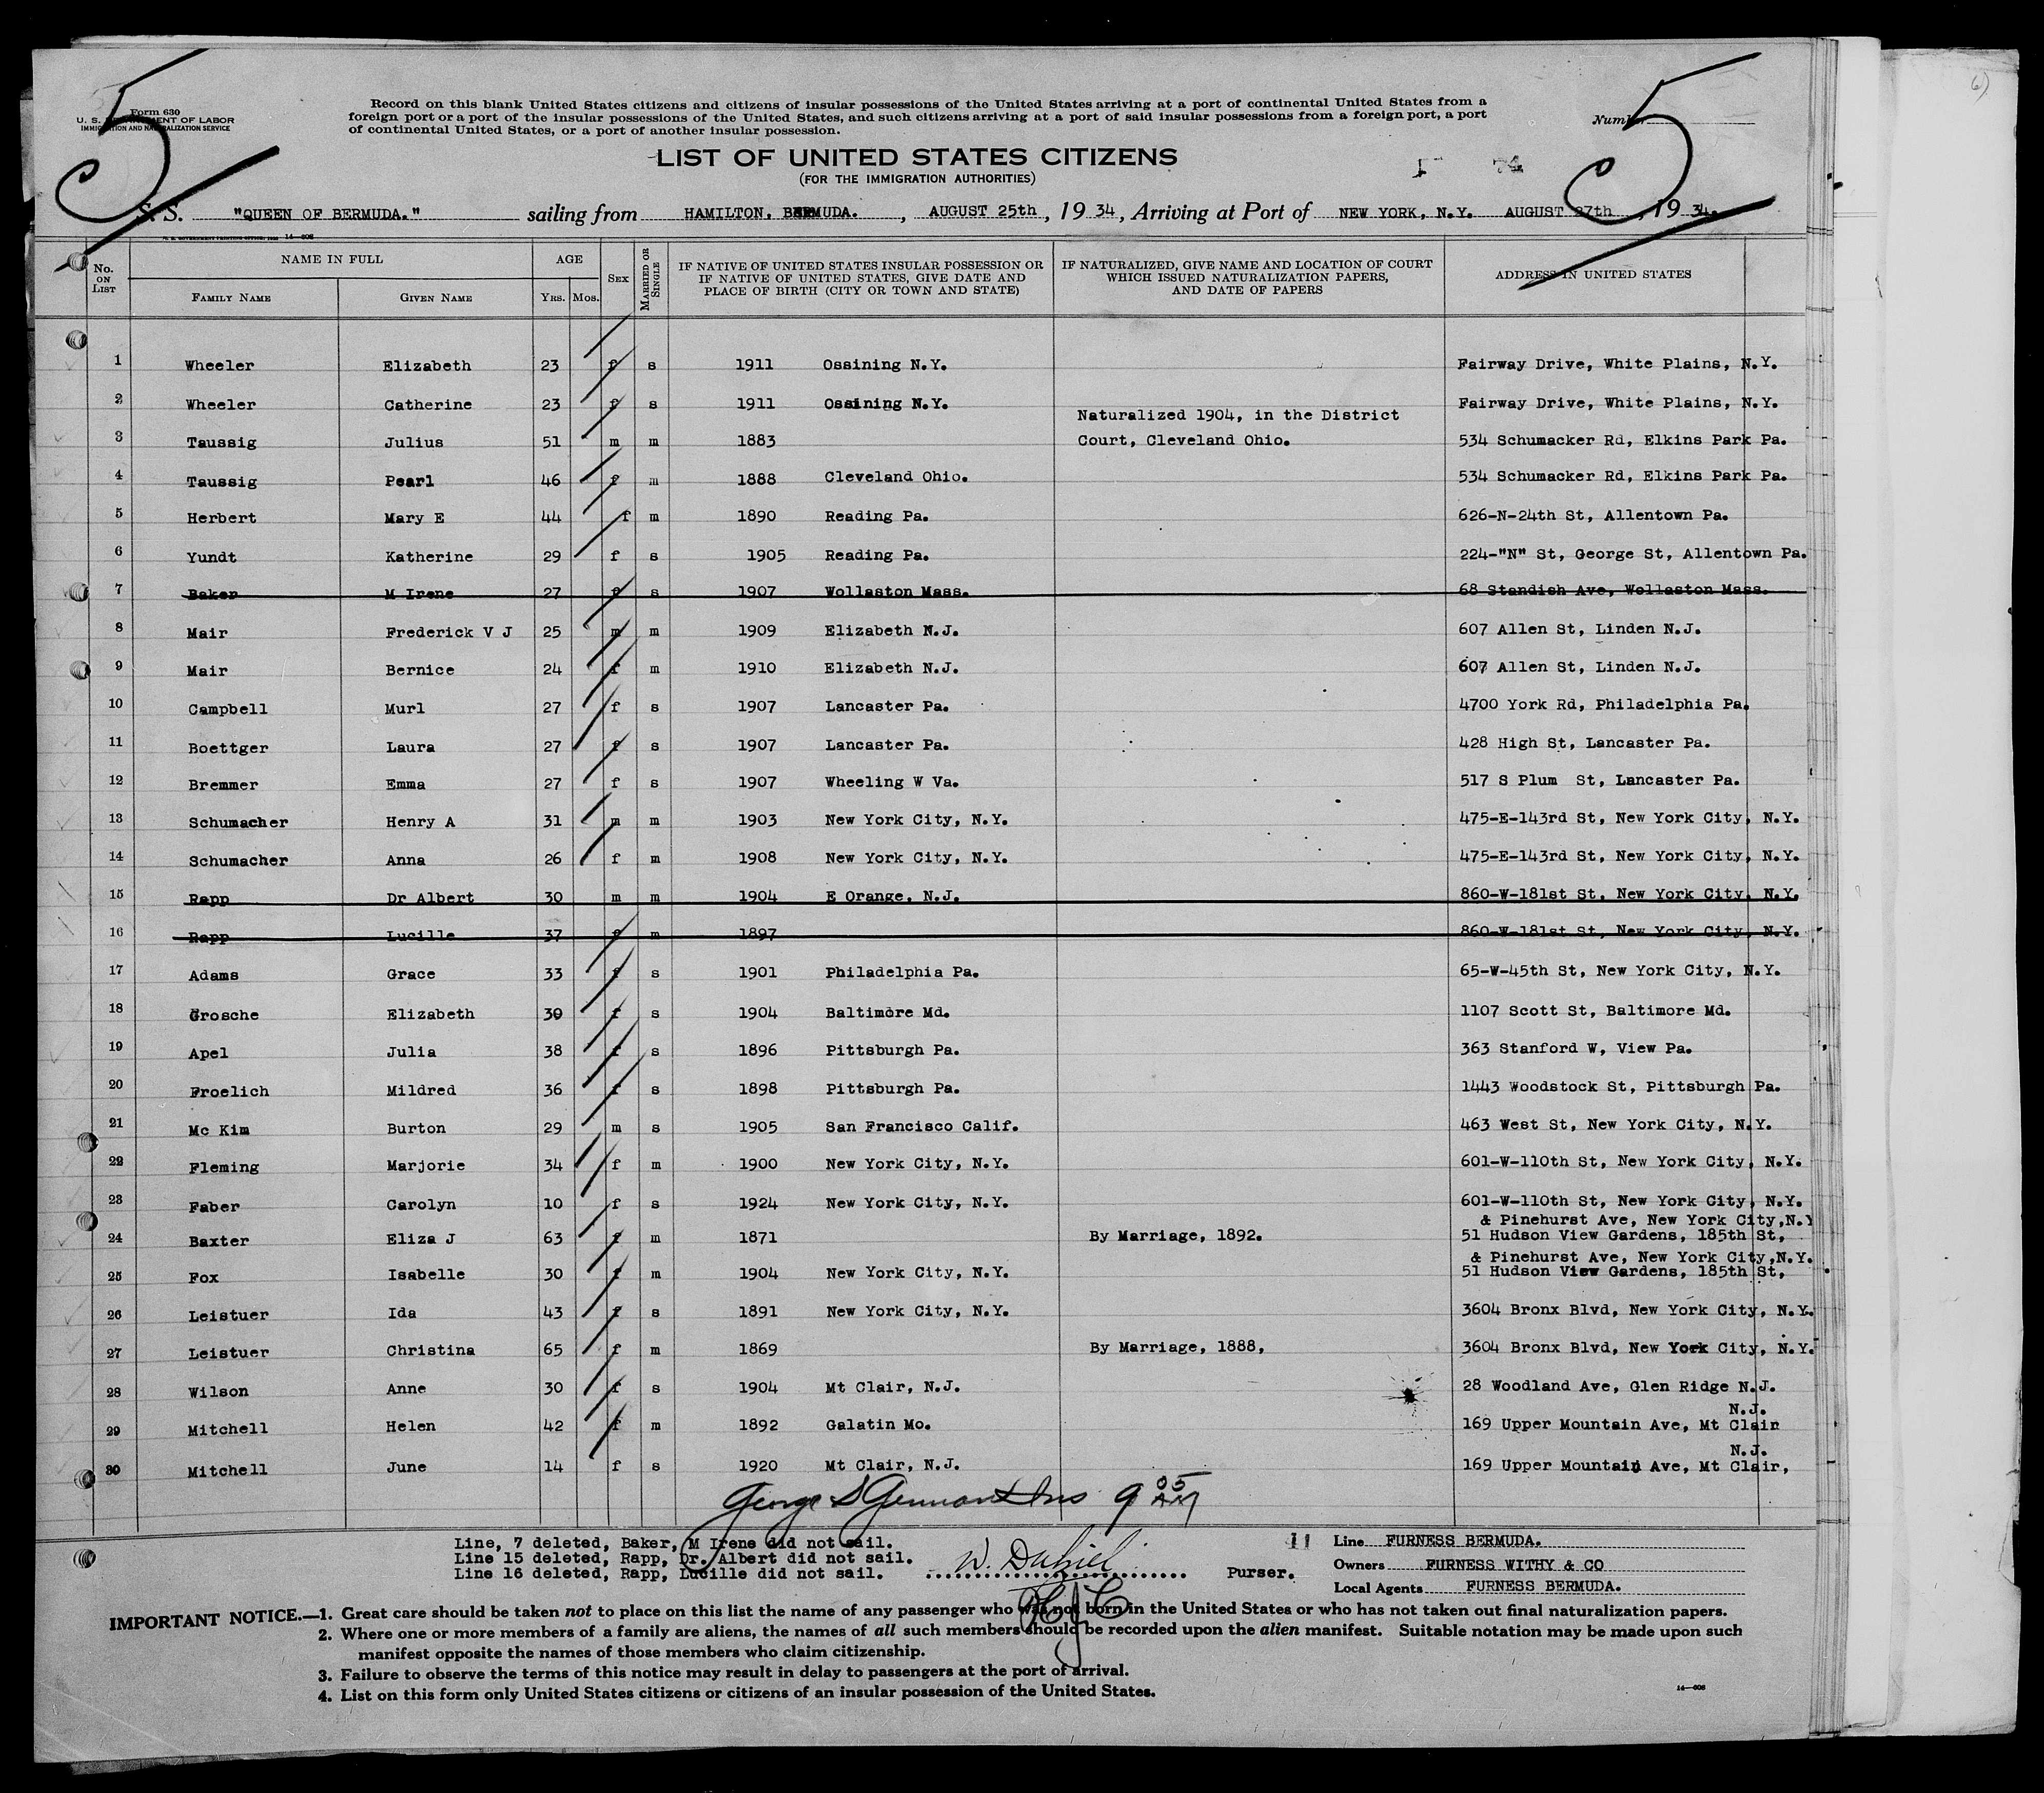 5
5
Form 630
U. S. DEPARTMENT OF LABOR
IMMIGRATION AND NATURALIZATION SERVICE
Record on this blank United States citizens and citizens of insular possessions of the United States arriving at a port of continental United States from a
foreign port or a port of the insular possessions of the United States, and such citizens arriving at a port of said insular possessions from a foreign port, a port
of continental United States, or a port of another insular possession.
Number
LIST OF UNITED STATES CITIZENS
(FOR THE IMMIGRATION AUTHORITIES)
S. S. "QUEEN OF BERMUDA." sailing from HAMILTON, BERMUDA. , AUGUST 25th , 19 34 , Arriving at Port of NEW YORK, N.Y. AUGUST 27th , 19 34.
14—608
No. ON LIST
NAME IN FULL
FAMILY NAME
GIVEN NAME
AGE
YRS. MOS.
SEX
MARRIED OR SINGLE
IF NATIVE OF UNITED STATES INSULAR POSSESSION OR
IF NATIVE OF UNITED STATES, GIVE DATE AND
PLACE OF BIRTH (CITY OR TOWN AND STATE)
IF NATURALIZED, GIVE NAME AND LOCATION OF COURT
WHICH ISSUED NATURALIZATION PAPERS,
AND DATE OF PAPERS
ADDRESS IN UNITED STATES
1 Wheeler Elizabeth 23 f s 1911 Ossining N.Y. Fairway Drive, White Plains, N.Y.
2 Wheeler Catherine 23 f s 1911 Ossining N.Y. Fairway Drive, White Plains, N.Y.
Naturalized 1904, in the District
3 Taussig Julius 51 m m 1883 Court, Cleveland Ohio. 534 Schumacker Rd, Elkins Park Pa.
4 Taussig Pearl 46 f m 1888 Cleveland Ohio. 534 Schumacker Rd, Elkins Park Pa.
5 Herbert Mary E 44 f m 1890 Reading Pa. 626-N-24th St, Allentown Pa.
6 Yundt Katherine 29 f s 1905 Reading Pa. 224-"N" St, George St, Allentown Pa.
7 Baker M Irene 27 f s 1907 Wollaston Mass. 68 Standish Ave, Wollaston Mass.
8 Mair Frederick V J 25 m m 1909 Elizabeth N.J. 607 Allen St, Linden N.J.
9 Mair Bernice 24 f m 1910 Elizabeth N.J. 607 Allen St, Linden N.J.
10 Campbell Murl 27 f s 1907 Lancaster Pa. 4700 York Rd, Philadelphia Pa.
11 Boettger Laura 27 f s 1907 Lancaster Pa. 428 High St, Lancaster Pa.
12 Bremmer Emma 27 f s 1907 Wheeling W Va. 517 S Plum St, Lancaster Pa.
13 Schumacher Henry A 31 m m 1903 New York City, N.Y. 475-E-143rd St, New York City, N.Y.
14 Schumacher Anna 26 f m 1908 New York City, N.Y. 475-E-143rd St, New York City, N.Y.
15 Rapp Dr Albert 30 m m 1904 E Orange, N.J. 860-W-181st St, New York City, N.Y.
16 Rapp Lucille 37 f m 1897 860-W-181st St, New York City, N.Y.
17 Adams Grace 33 f s 1901 Philadelphia Pa. 65-W-45th St, New York City, N.Y.
18 Grosche Elizabeth 30 f s 1904 Baltimore Md. 1107 Scott St, Baltimore Md.
19 Apel Julia 38 f s 1896 Pittsburgh Pa. 363 Stanford W, View Pa.
20 Froelich Mildred 36 f s 1898 Pittsburgh Pa. 1443 Woodstock St, Pittsburgh Pa.
21 Mc Kim Burton 29 m s 1905 San Francisco Calif. 463 West St, New York City, N.Y.
22 Fleming Marjorie 34 f m 1900 New York City, N.Y. 601-W-110th St, New York City, N.Y.
23 Faber Carolyn 10 f s 1924 New York City, N.Y. 601-W-110th St, New York City, N.Y.
& Pinehurst Ave, New York City,N.Y
24 Baxter Eliza J 63 f m 1871 By Marriage, 1892. 51 Hudson View Gardens, 185th St,
& Pinehurst Ave, New York City,N.Y.
25 Fox Isabelle 30 f m 1904 New York City, N.Y. 51 Hudson View Gardens, 185th St,
26 Leistuer Ida 43 f s 1891 New York City, N.Y. 3604 Bronx Blvd, New York City, N.Y.
27 Leistuer Christina 65 f m 1869 By Marriage, 1888, 3604 Bronx Blvd, New York City, N.Y.
28 Wilson Anne 30 f s 1904 Mt Clair, N.J. 28 Woodland Ave, Glen Ridge N.J.
N.J.
29 Mitchell Helen 42 f m 1892 Galatin Mo. 169 Upper Mountain Ave, Mt Clair
N.J.
30 Mitchell June 14 f s 1920 Mt Clair, N.J. 169 Upper Mountain Ave, Mt Clair,
George S 9 05 AM
Line, 7 deleted, Baker, M Irene did not sail.
Line 15 deleted, Rapp, Dr. Albert did not sail.
Line 16 deleted, Rapp, Lucille did not sail.
W. Purser.
11
Line FURNESS BERMUDA.
Owners FURNESS WITHY & CO
Local Agents FURNESS BERMUDA.
IMPORTANT NOTICE.—1. Great care should be taken not to place on this list the name of any passenger who was not born in the United States or who has not taken out final naturalization papers.
2. Where one or more members of a family are aliens, the names of all such members should be recorded upon the alien manifest. Suitable notation may be made upon such
manifest opposite the names of those members who claim citizenship.
3. Failure to observe the terms of this notice may result in delay to passengers at the port of arrival.
4. List on this form only United States citizens or citizens of an insular possession of the United States.
14—608